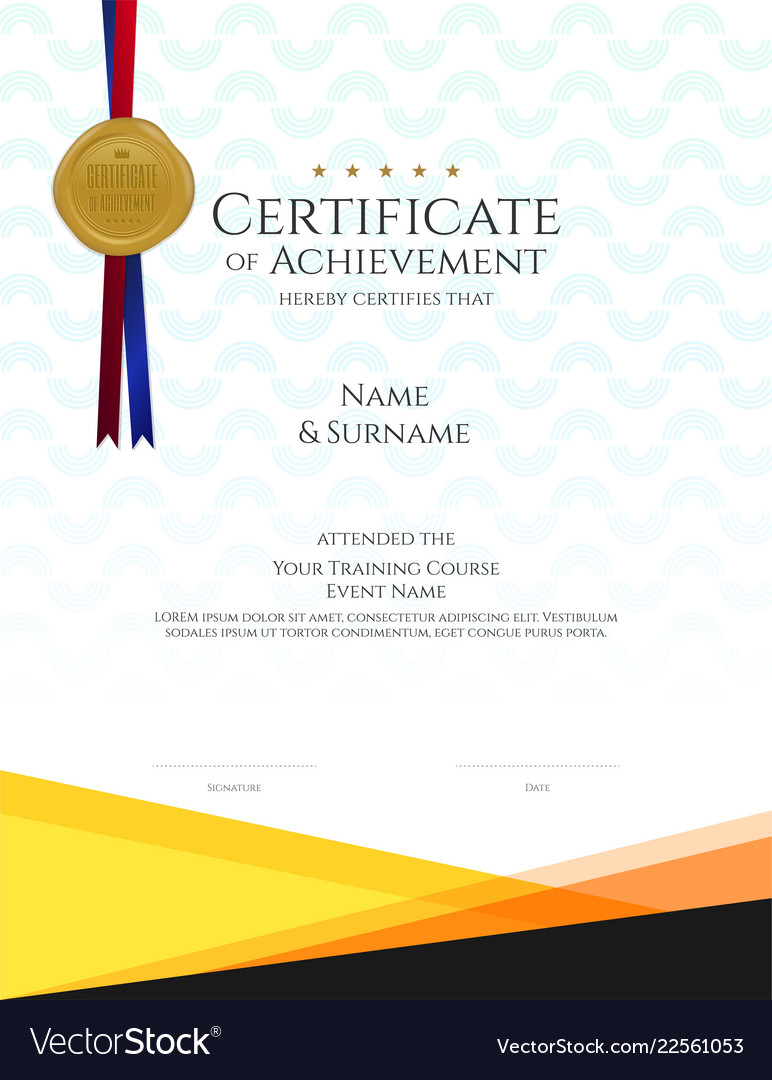 CERTIFICATE
OF ACHIEVEMENT
★ ★ ★ ★ ★
CERTIFICATE
OF ACHIEVEMENT
HEREBY CERTIFIES THAT
NAME
& SURNAME
ATTENDED THE
YOUR TRAINING COURSE
EVENT NAME
LOREM IPSUM DOLOR SIT AMET, CONSECTETUR ADIPISCING ELIT. VESTIBULUM
SODALES IPSUM UT TORTOR CONDIMENTUM, EGET CONGUE PURUS PORTA.
SIGNATURE
DATE
VectorStock®
VectorStock.com/22561053